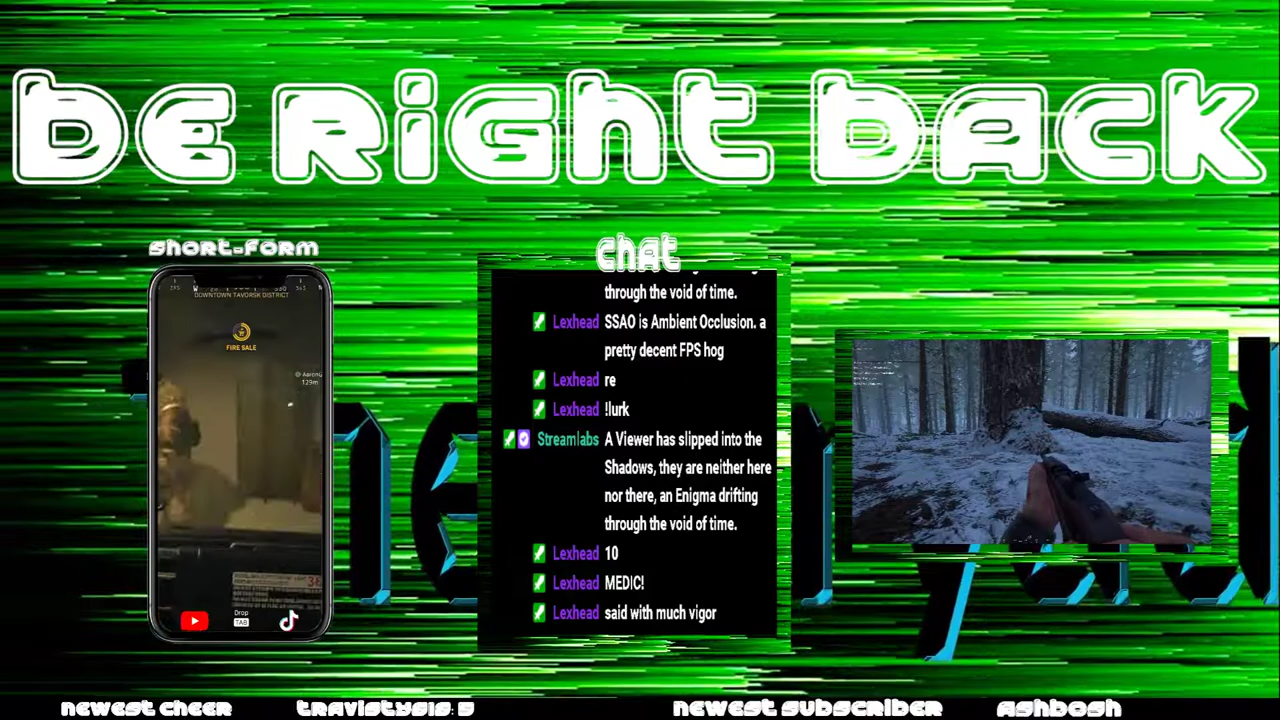 Be Right Back
Short-Form
Chat
DOWNTOWN TAVORSK DISTRICT
FIRE SALE
129m
Drop
TAB
through the void of time.
Lexhead SSAO is Ambient Occlusion. a
pretty decent FPS hog
Lexhead re
Lexhead !lurk
Streamlabs A Viewer has slipped into the
Shadows, they are neither here
nor there, an Enigma drifting
through the void of time.
Lexhead 10
Lexhead MEDIC!
Lexhead said with much vigor
Newest Cheer
Travistysis: 5
Newest Subscriber
Ashbosh